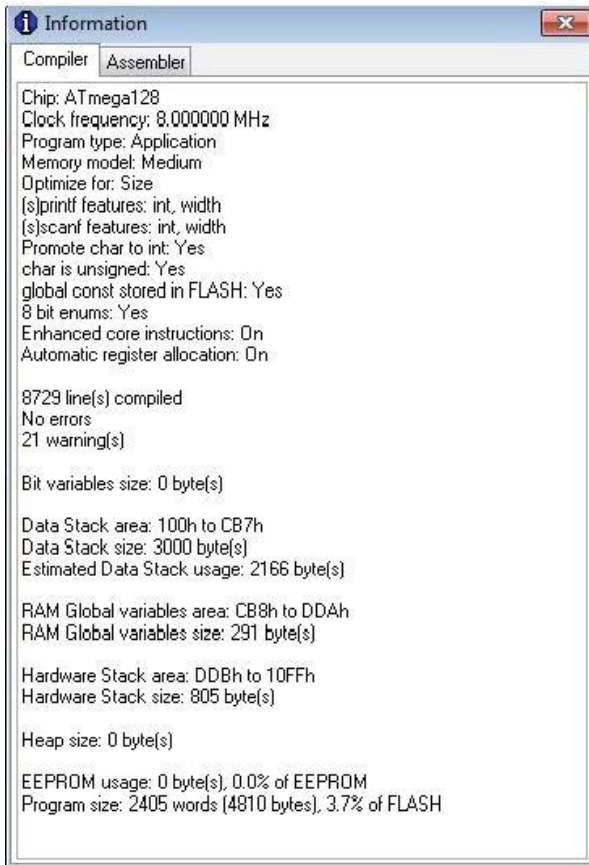 Information
Compiler Assembler
Chip: ATmega128
Clock frequency: 8.000000 MHz
Program type: Application
Memory model: Medium
Optimize for: Size
(s)printf features: int, width
(s)scanf features: int, width
Promote char to int: Yes
char is unsigned: Yes
global const stored in FLASH: Yes
8 bit enums: Yes
Enhanced core instructions: On
Automatic register allocation: On
8729 line(s) compiled
No errors
21 warning(s)
Bit variables size: 0 byte(s)
Data Stack area: 100h to CB7h
Data Stack size: 3000 byte(s)
Estimated Data Stack usage: 2166 byte(s)
RAM Global variables area: CB8h to DDAh
RAM Global variables size: 291 byte(s)
Hardware Stack area: DDBh to 10FFh
Hardware Stack size: 805 byte(s)
Heap size: 0 byte(s)
EEPROM usage: 0 byte(s), 0.0% of EEPROM
Program size: 2405 words (4810 bytes), 3.7% of FLASH